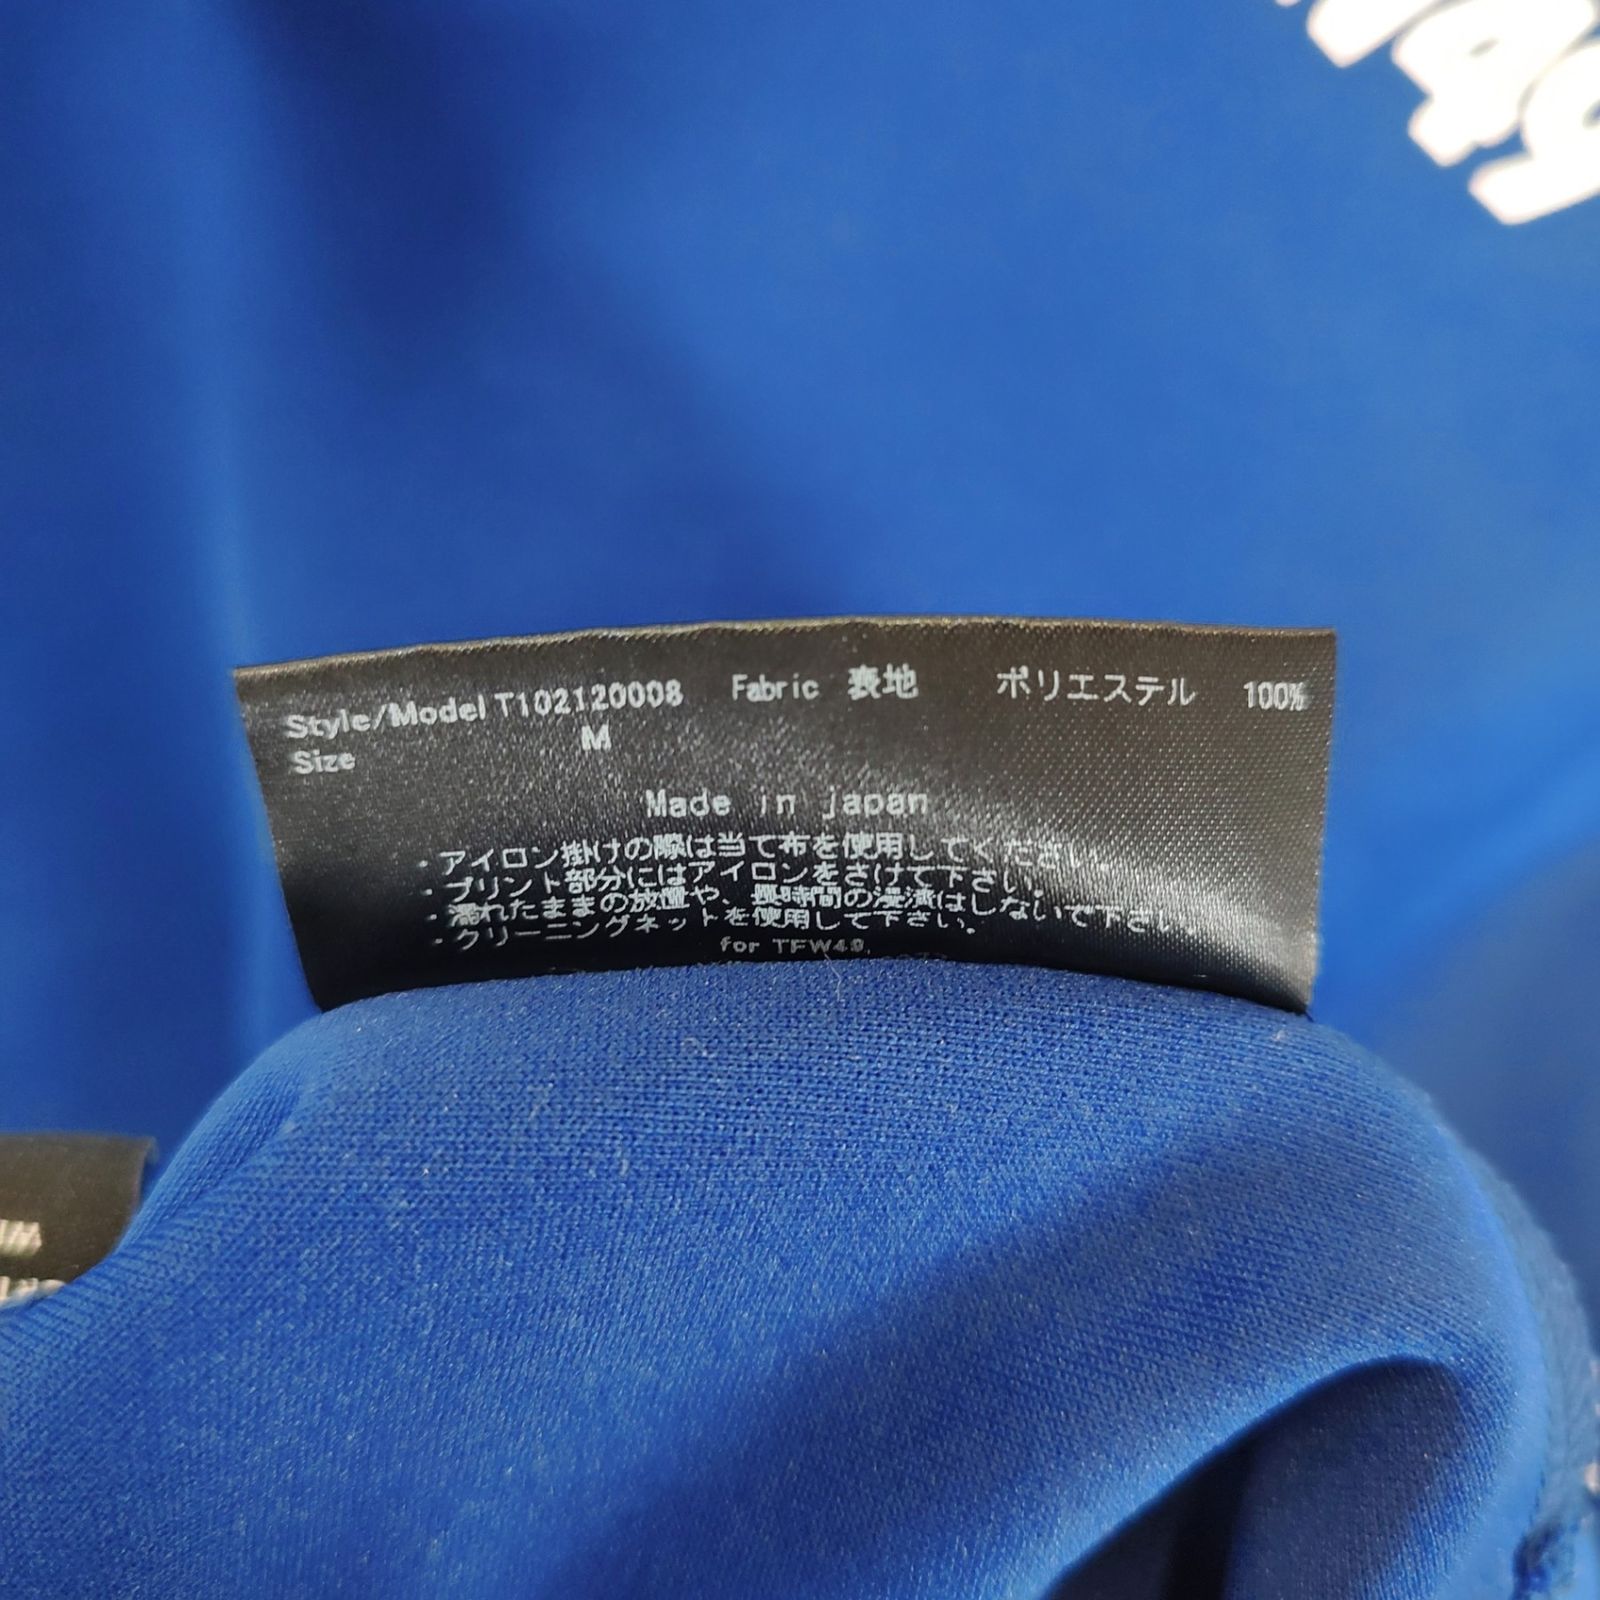 49
Style/Model T102120008 Fabric 表地 ポリエステル 100%
Size M
Made in japan
・アイロン掛けの際は当て布を使用してください。
・プリント部分にはアイロンをさけて下さい。
・濡れたままの放置や、長時間の浸漬はしないで下さい。
・クリーニングネットを使用して下さい。
for TFW49.